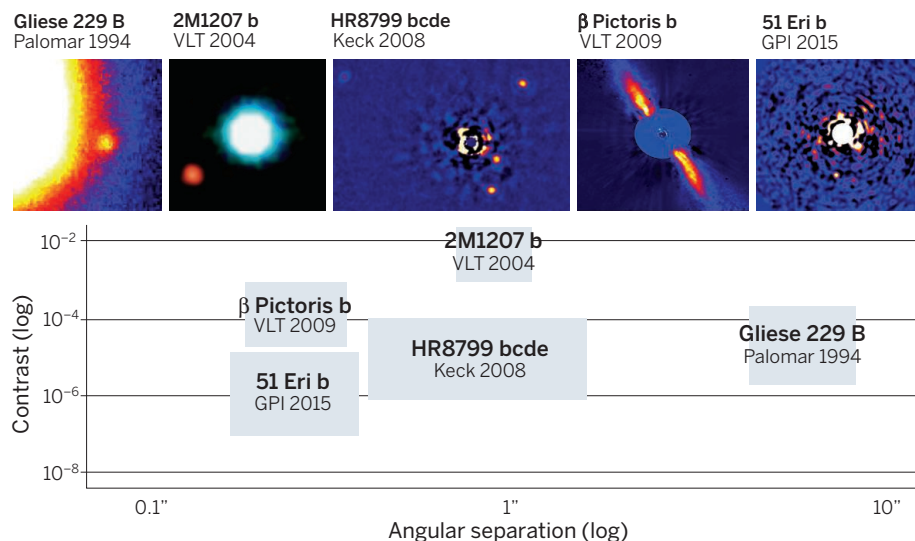 Gliese 229 B
Palomar 1994
2M1207 b
VLT 2004
HR8799 bcde
Keck 2008
β Pictoris b
VLT 2009
51 Eri b
GPI 2015
Contrast (log)
10⁻²
10⁻⁴
10⁻⁶
10⁻⁸
2M1207 b
VLT 2004
β Pictoris b
VLT 2009
HR8799 bcde
Keck 2008
Gliese 229 B
Palomar 1994
51 Eri b
GPI 2015
0.1”
1”
10”
Angular separation (log)